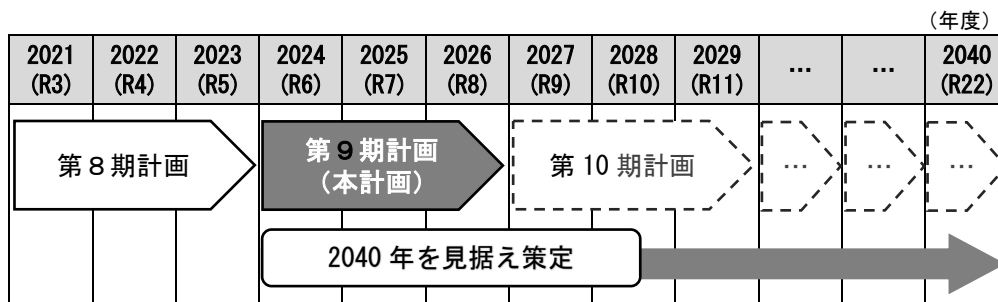 （年度）
2021 2022 2023 2024 2025 2026 2027 2028 2029 … … 2040
(R3) (R4) (R5) (R6) (R7) (R8) (R9) (R10) (R11) (R22)
第８期計画 第９期計画 第 10 期計画 … … …
（本計画）
2040 年を見据え策定